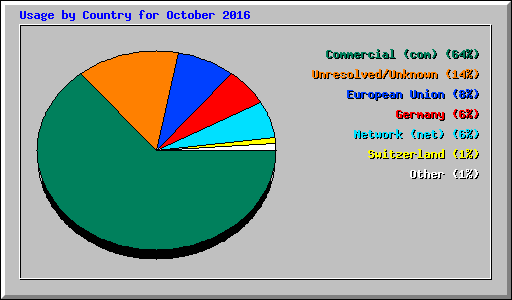 Usage by Country for October 2016
Commercial (com) (64%)
Unresolved/Unknown (14%)
European Union (8%)
Germany (6%)
Network (net) (6%)
Switzerland (1%)
Other (1%)